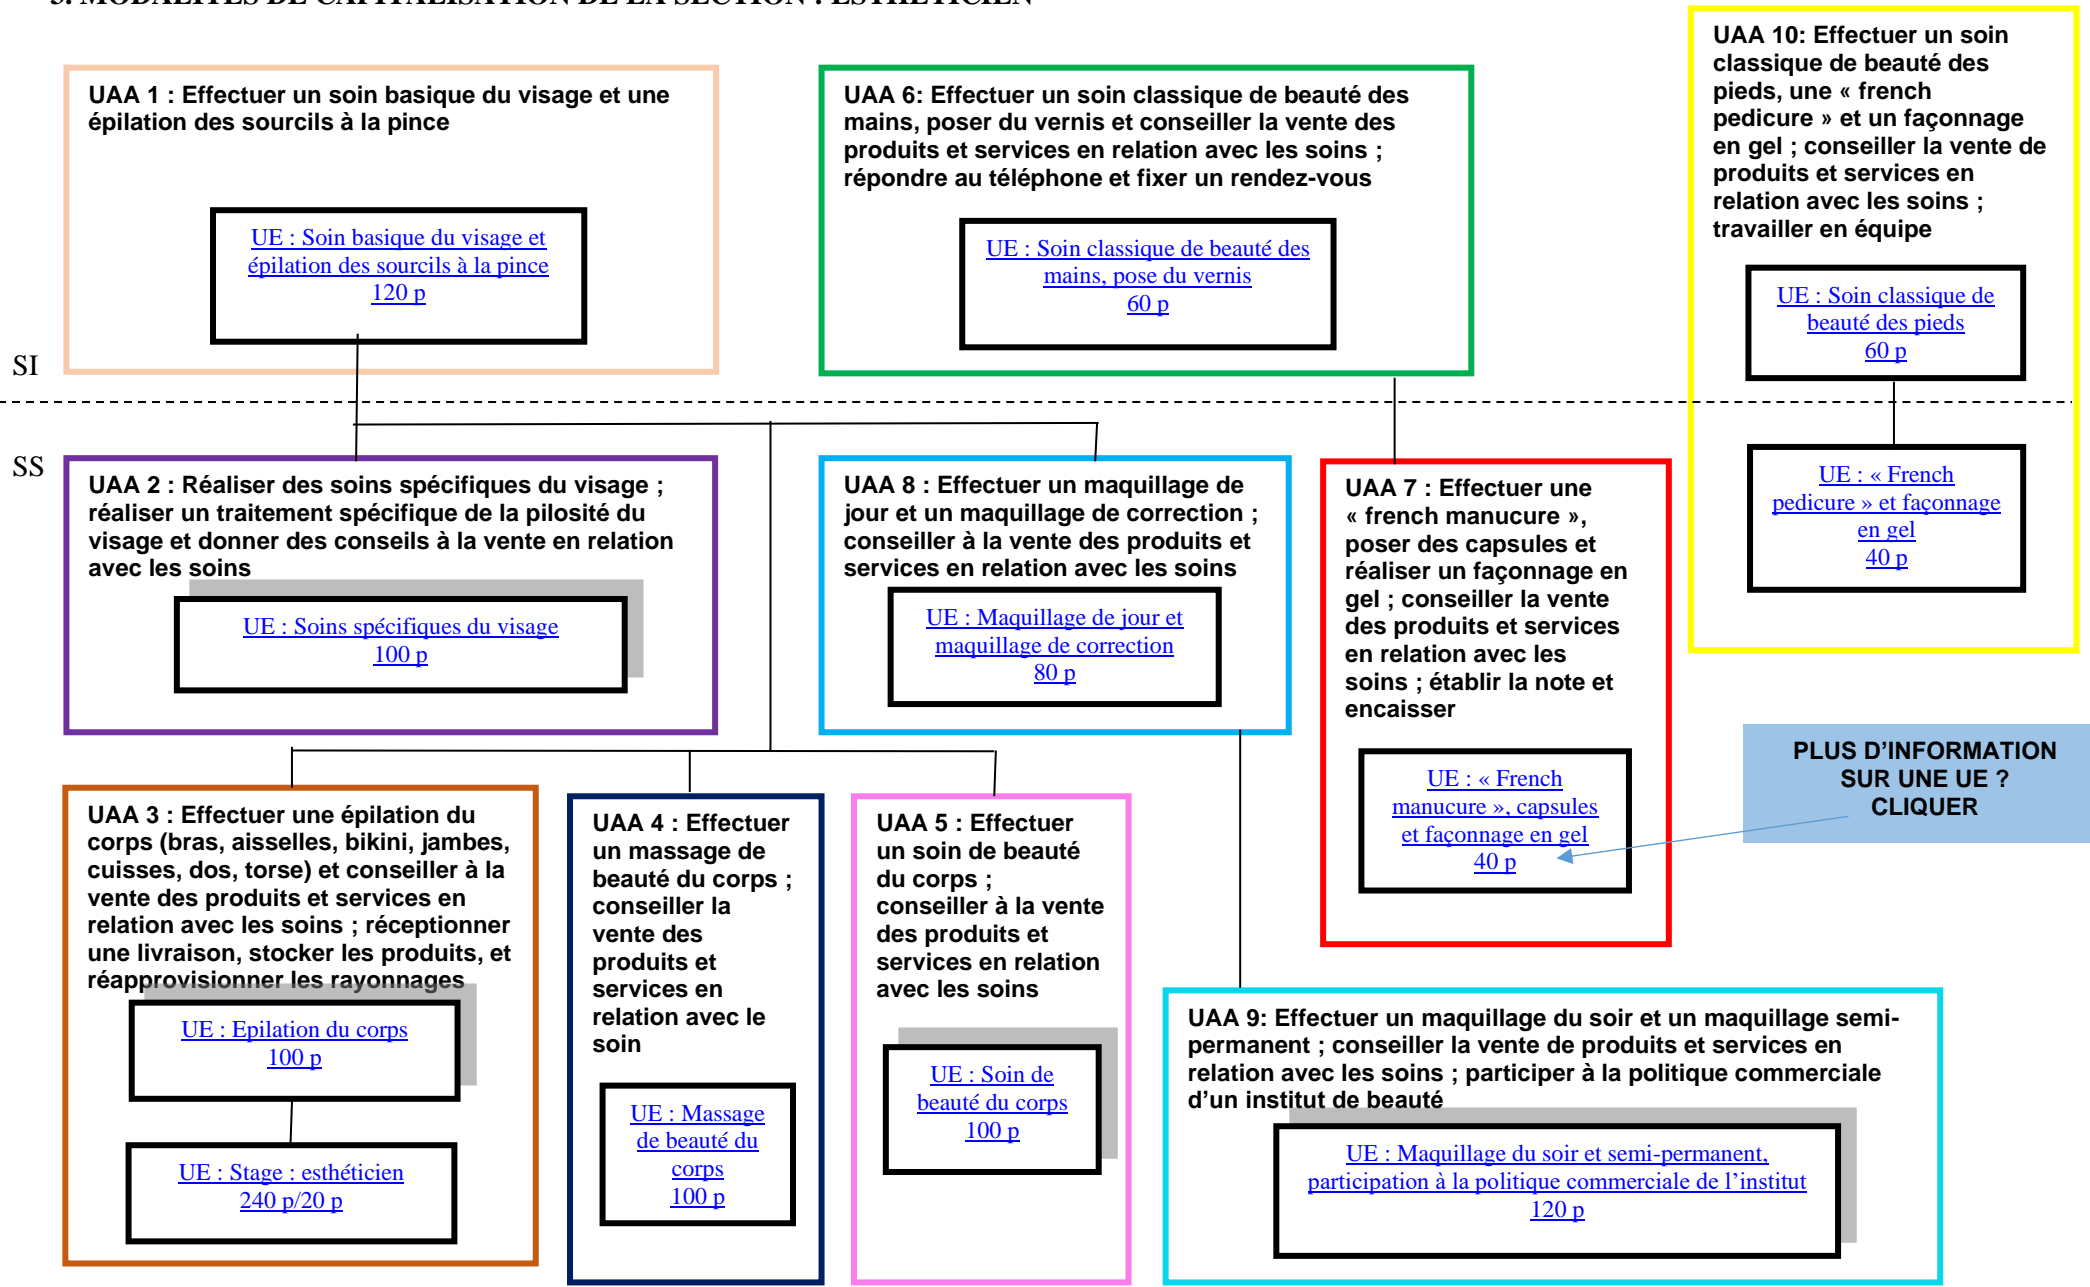 3. MODALITES DE CAPITALISATION DE LA SECTION : ESTHETICIEN
UAA 1 : Effectuer un soin basique du visage et une
épilation des sourcils à la pince
UE : Soin basique du visage et
épilation des sourcils à la pince
120 p
UAA 6: Effectuer un soin classique de beauté des
mains, poser du vernis et conseiller la vente des
produits et services en relation avec les soins ;
répondre au téléphone et fixer un rendez-vous
UE : Soin classique de beauté des
mains, pose du vernis
60 p
UAA 10: Effectuer un soin
classique de beauté des
pieds, une « french
pedicure » et un façonnage
en gel ; conseiller la vente de
produits et services en
relation avec les soins ;
travailler en équipe
UE : Soin classique de
beauté des pieds
60 p
UE : « French
pedicure » et façonnage
en gel
40 p
SI
SS
UAA 2 : Réaliser des soins spécifiques du visage ;
réaliser un traitement spécifique de la pilosité du
visage et donner des conseils à la vente en relation
avec les soins
UE : Soins spécifiques du visage
100 p
UAA 8 : Effectuer un maquillage de
jour et un maquillage de correction ;
conseiller à la vente des produits et
services en relation avec les soins
UE : Maquillage de jour et
maquillage de correction
80 p
UAA 7 : Effectuer une
« french manucure »,
poser des capsules et
réaliser un façonnage en
gel ; conseiller la vente
des produits et services
en relation avec les
soins ; établir la note et
encaisser
UE : « French
manucure », capsules
et façonnage en gel
40 p
PLUS D’INFORMATION
SUR UNE UE ?
CLIQUER
UAA 3 : Effectuer une épilation du
corps (bras, aisselles, bikini, jambes,
cuisses, dos, torse) et conseiller à la
vente des produits et services en
relation avec les soins ; réceptionner
une livraison, stocker les produits, et
réapprovisionner les rayonnages
UE : Epilation du corps
100 p
UE : Stage : esthéticien
240 p/20 p
UAA 4 : Effectuer
un massage de
beauté du corps ;
conseiller la
vente des
produits et
services en
relation avec le
soin
UE : Massage
de beauté du
corps
100 p
UAA 5 : Effectuer
un soin de beauté
du corps ;
conseiller à la vente
des produits et
services en relation
avec les soins
UE : Soin de
beauté du corps
100 p
UAA 9: Effectuer un maquillage du soir et un maquillage semi-
permanent ; conseiller la vente de produits et services en
relation avec les soins ; participer à la politique commerciale
d’un institut de beauté
UE : Maquillage du soir et semi-permanent,
participation à la politique commerciale de l’institut
120 p